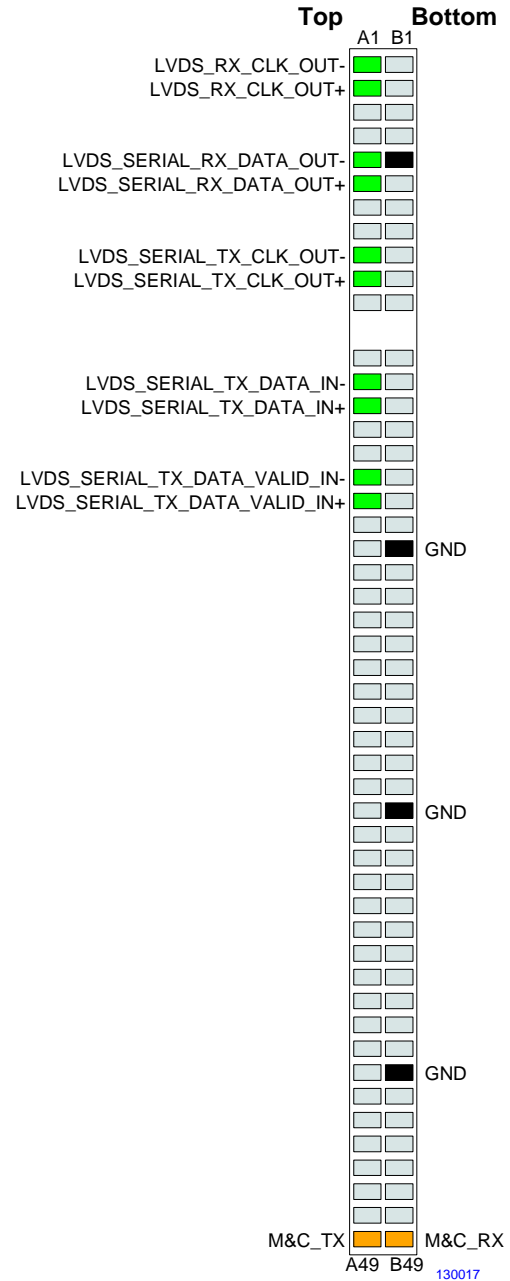 Top Bottom
A1 B1
LVDS_RX_CLK_OUT-
LVDS_RX_CLK_OUT+
LVDS_SERIAL_RX_DATA_OUT-
LVDS_SERIAL_RX_DATA_OUT+
LVDS_SERIAL_TX_CLK_OUT-
LVDS_SERIAL_TX_CLK_OUT+
LVDS_SERIAL_TX_DATA_IN-
LVDS_SERIAL_TX_DATA_IN+
LVDS_SERIAL_TX_DATA_VALID_IN-
LVDS_SERIAL_TX_DATA_VALID_IN+
GND
GND
GND
M&C_TX M&C_RX
A49 B49
130017